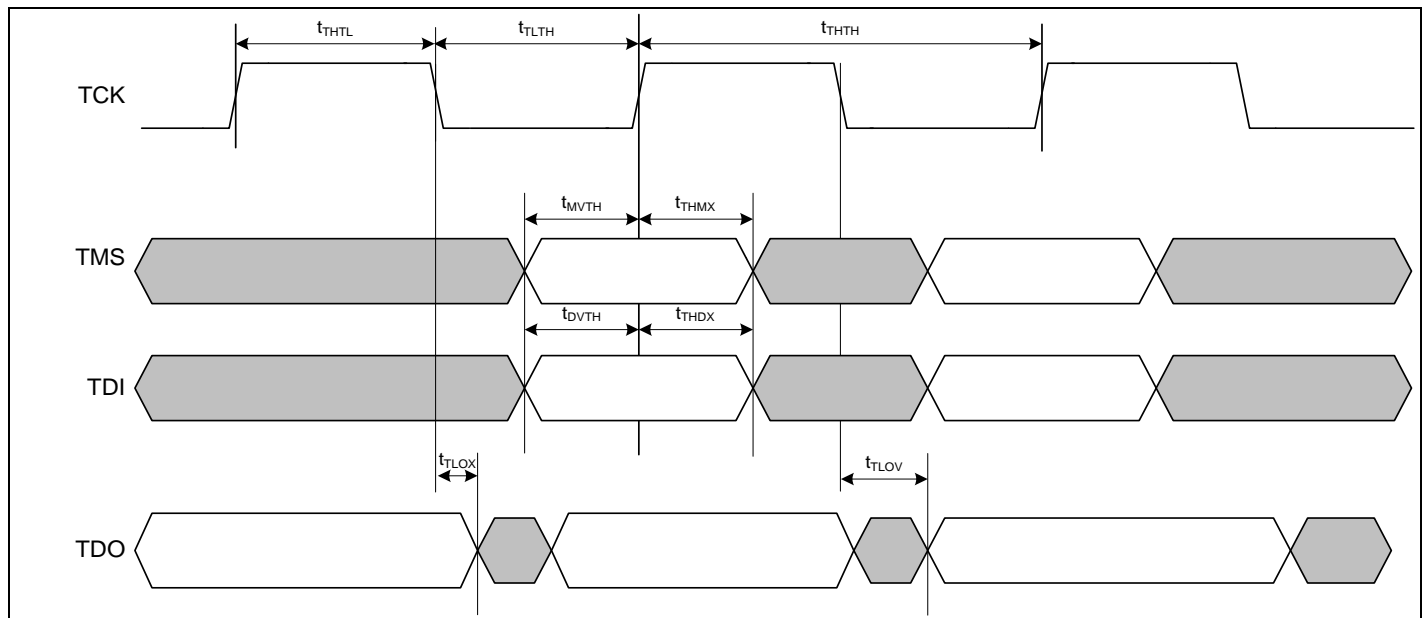 tTHTL tTLTH tTHTH
TCK
tMVTH tTHMX
TMS
tDVTH tTHDX
TDI
tTLOX tTLOV
TDO